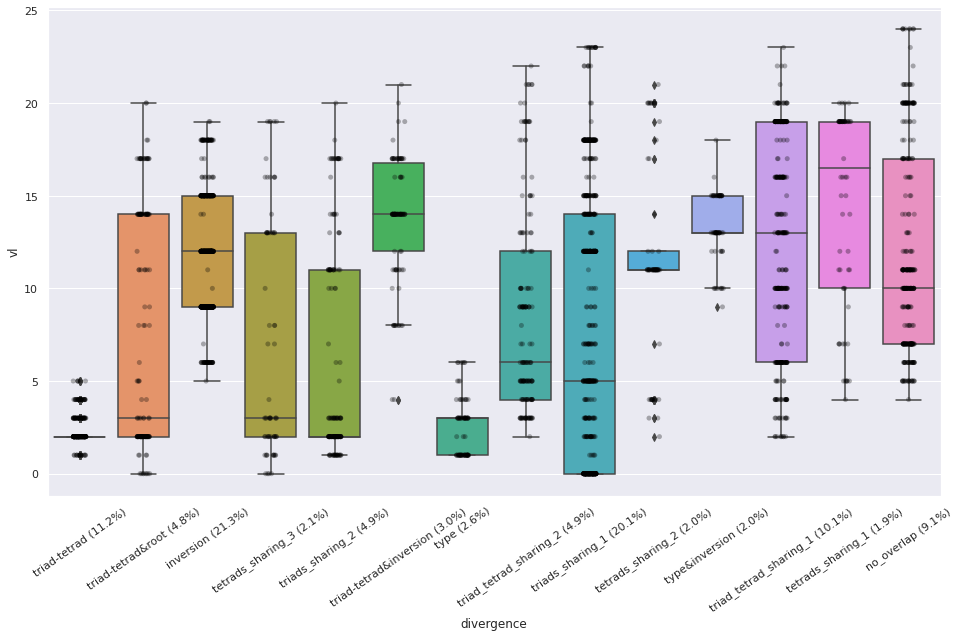 25
20
15
10
5
0
vl
triad-tetrad (11.2%)
triad-tetrad&root (4.8%)
inversion (21.3%)
tetrads_sharing_3 (2.1%)
triads_sharing_2 (4.9%)
triad-tetrad&inversion (3.0%)
type (2.6%)
triad_tetrad_sharing_2 (4.9%)
triads_sharing_1 (20.1%)
tetrads_sharing_2 (2.0%)
type&inversion (2.0%)
triad_tetrad_sharing_1 (10.1%)
tetrads_sharing_1 (1.9%)
no_overlap (9.1%)
divergence